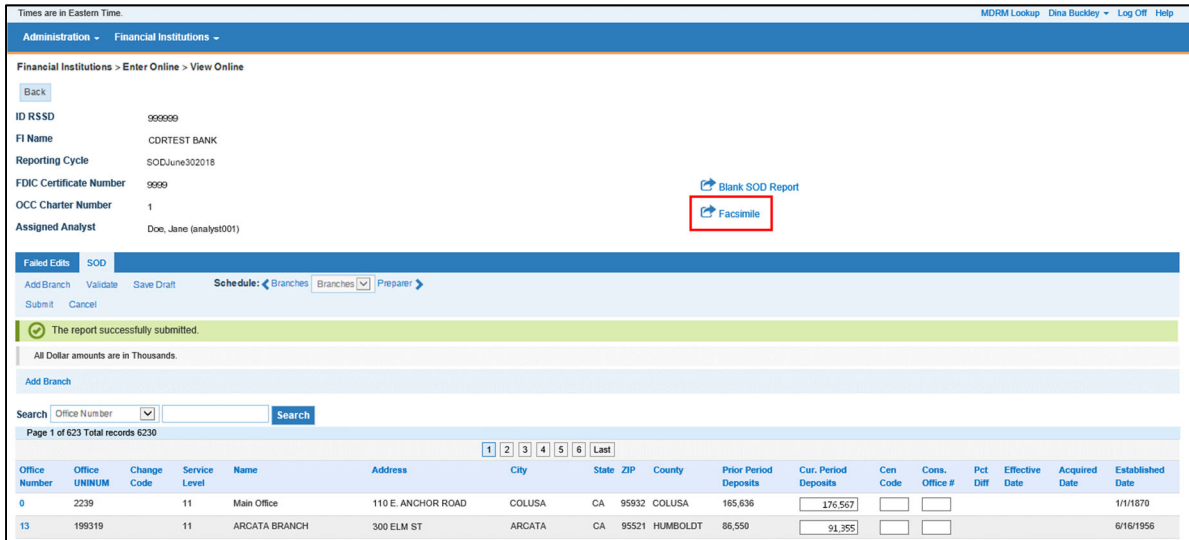 Times are in Eastern Time. MDRM Lookup Dina Buckley Log Off Help
Administration Financial Institutions
Financial Institutions > Enter Online > View Online
Back
ID RSSD 999999
FI Name CDRTEST BANK
Reporting Cycle SODJune302018
FDIC Certificate Number 9999
Blank SOD Report
OCC Charter Number 1
Facsimile
Assigned Analyst Doe, Jane (analyst001)
Failed Edits SOD
Add Branch Validate Save Draft Schedule: Branches Branches Preparer
Submit Cancel
The report successfully submitted.
All Dollar amounts are in Thousands.
Add Branch
Search Office Number Search
Page 1 of 623 Total records 6230
1 2 3 4 5 6 Last
Office Number Office UNINUM Change Code Service Level Name Address City State ZIP County Prior Period Deposits Cur. Period Deposits Cen Code Cons. Office # Pct Diff Effective Date Acquired Date Established Date
0 2239 11 Main Office 110 E. ANCHOR ROAD COLUSA CA 95932 COLUSA 165,636 176,567 1/1/1870
13 199319 11 ARCATA BRANCH 300 ELM ST ARCATA CA 95521 HUMBOLDT 86,550 91,355 6/16/1956